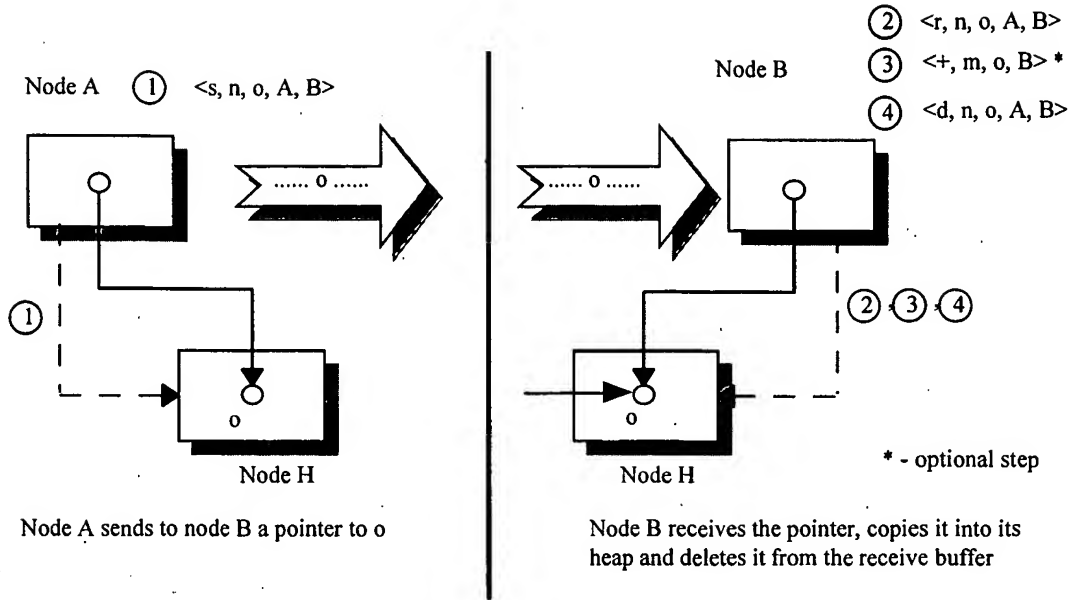 Node A ① <s, n, o, A, B>
...... o ......
①
o
Node H
Node A sends to node B a pointer to o
② <r, n, o, A, B>
Node B
③ <+, m, o, B> *
④ <d, n, o, A, B>
...... o ......
②,③,④
o
Node H
* - optional step
Node B receives the pointer, copies it into its
heap and deletes it from the receive buffer